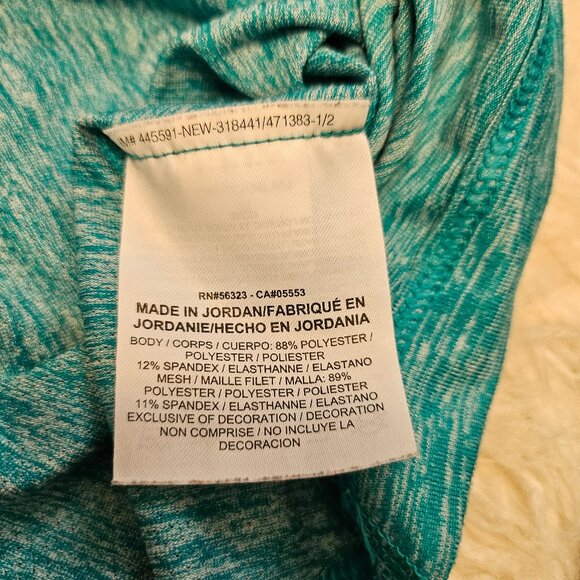 M# 445591-NEW-318441/471383-1/2
RN#56323 - CA#05553
MADE IN JORDAN/FABRIQUÉ EN
JORDANIE/HECHO EN JORDANIA
BODY / CORPS / CUERPO: 88% POLYESTER /
POLYESTER / POLIESTER
12% SPANDEX / ELASTHANNE / ELASTANO
MESH / MAILLE FILET / MALLA: 89%
POLYESTER / POLYESTER / POLIESTER
11% SPANDEX / ELASTHANNE / ELASTANO
EXCLUSIVE OF DECORATION / DECORATION
NON COMPRISE / NO INCLUYE LA
DECORACION